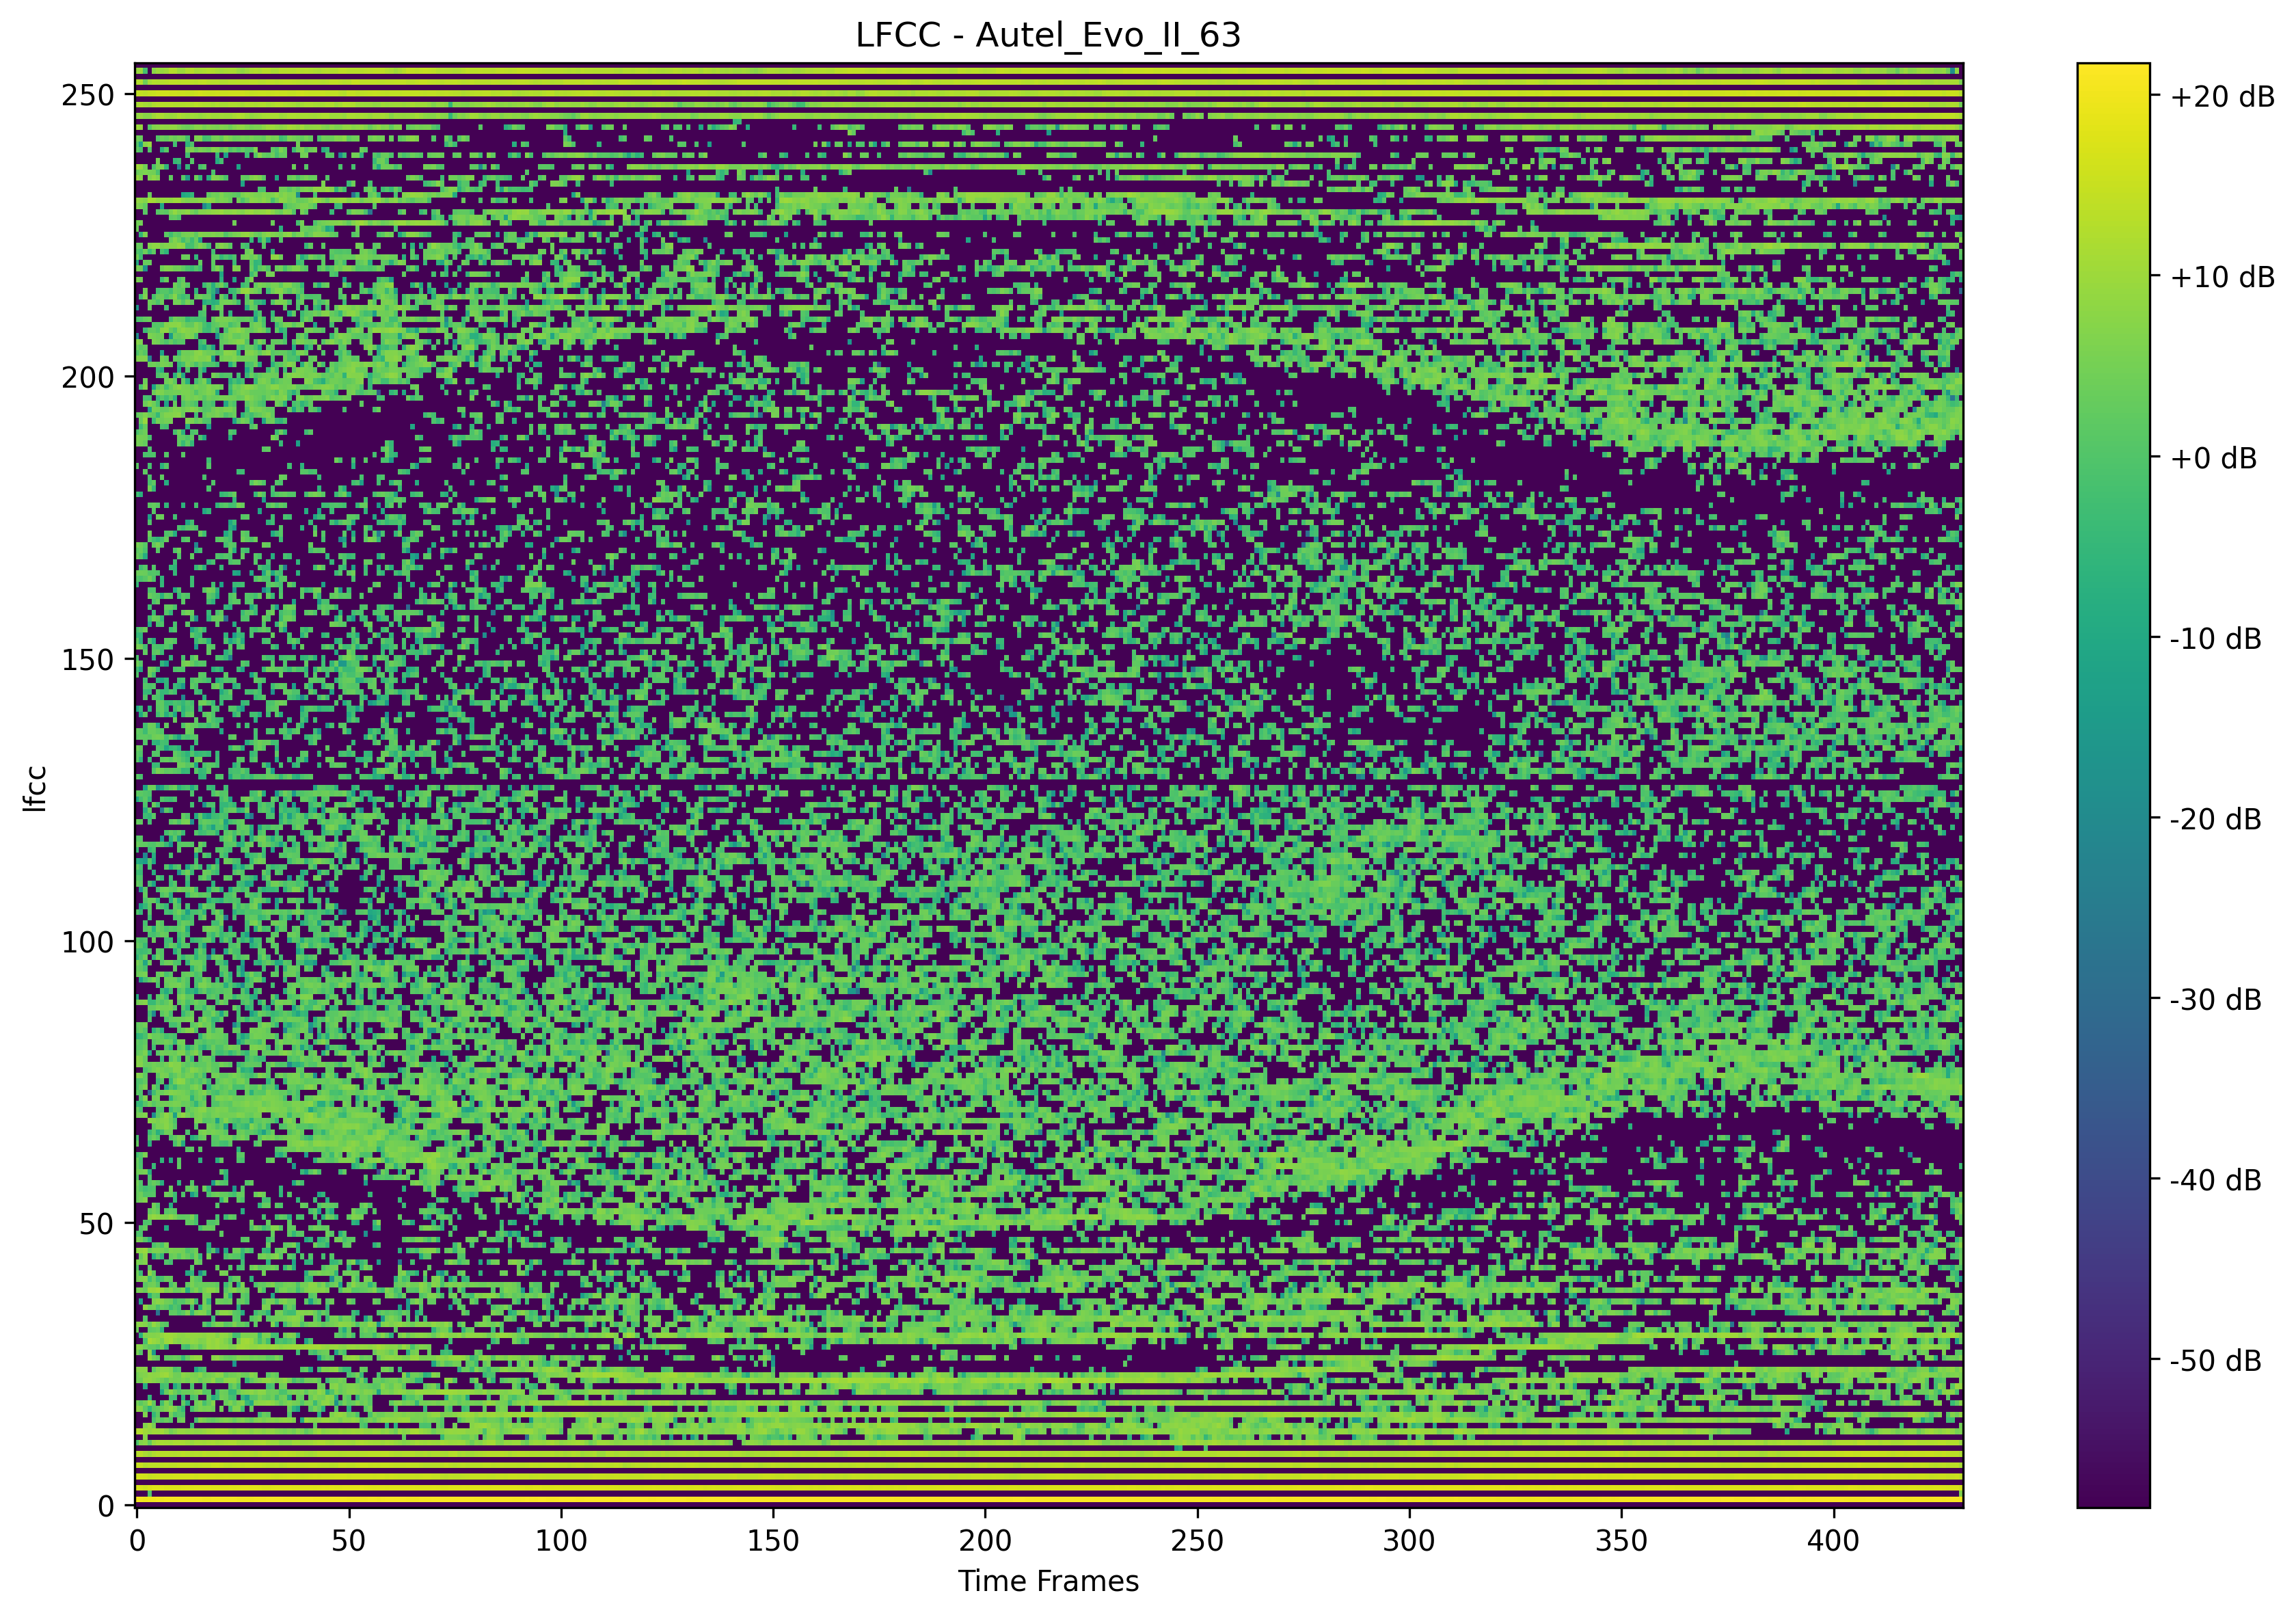 LFCC - Autel_Evo_II_63
250
200
150
100
50
0
lfcc
0
50
100
150
200
250
300
350
400
Time Frames
+20 dB
+10 dB
+0 dB
-10 dB
-20 dB
-30 dB
-40 dB
-50 dB